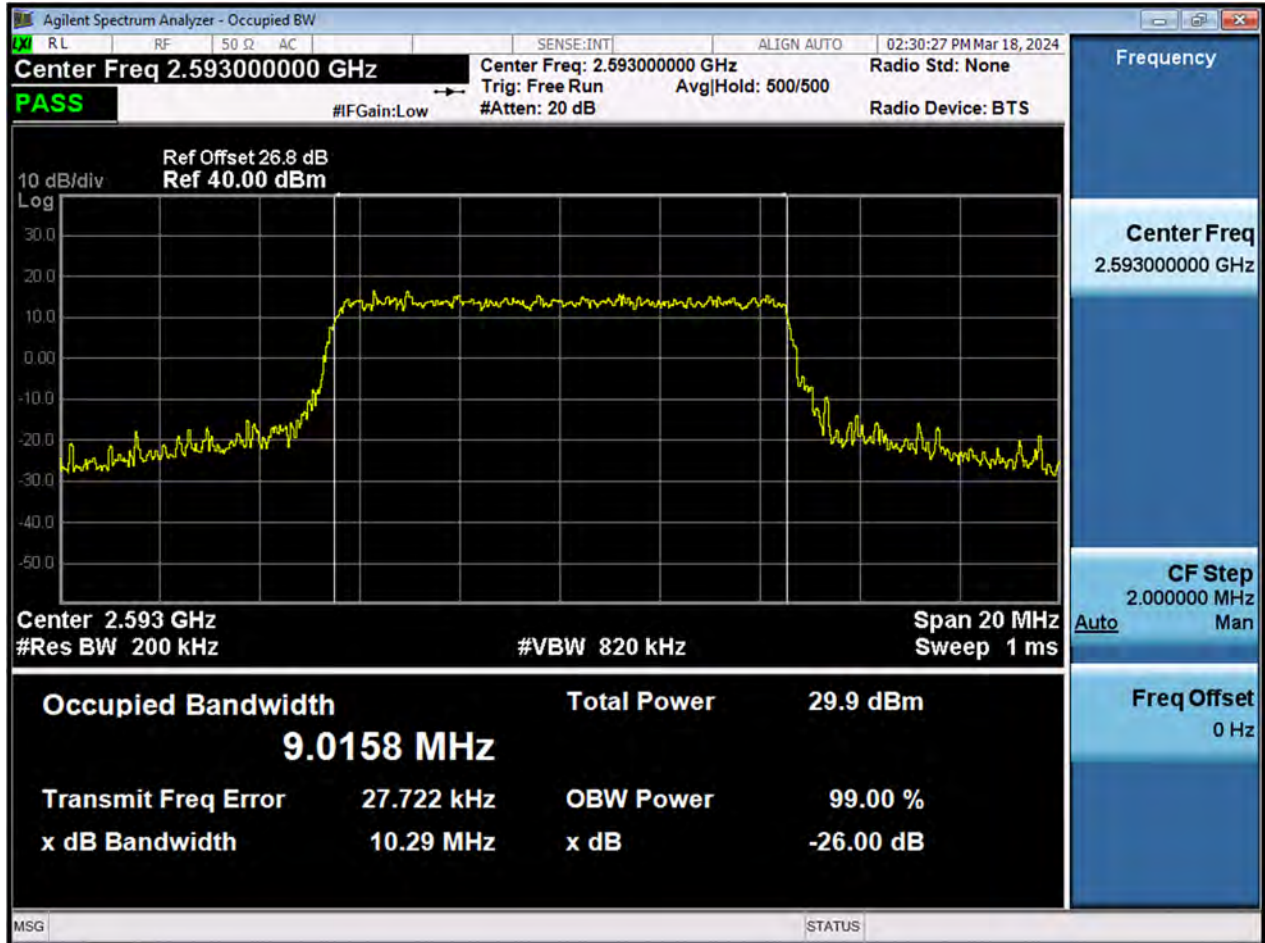 Agilent Spectrum Analyzer - Occupied BW
LXI RL RF 50 Ω AC SENSE:INT ALIGN AUTO 02:30:27 PM Mar 18, 2024
Center Freq 2.593000000 GHz Center Freq: 2.593000000 GHz Radio Std: None
Trig: Free Run Avg|Hold: 500/500
PASS #IFGain:Low #Atten: 20 dB Radio Device: BTS
Ref Offset 26.8 dB
10 dB/div Ref 40.00 dBm
Log
30.0
20.0
10.0
0.00
-10.0
-20.0
-30.0
-40.0
-50.0
Center 2.593 GHz Span 20 MHz
#Res BW 200 kHz #VBW 820 kHz Sweep 1 ms
Occupied Bandwidth Total Power 29.9 dBm
9.0158 MHz
Transmit Freq Error 27.722 kHz OBW Power 99.00 %
x dB Bandwidth 10.29 MHz x dB -26.00 dB
MSG STATUS
Frequency
Center Freq
2.593000000 GHz
CF Step
2.000000 MHz
Auto Man
Freq Offset
0 Hz